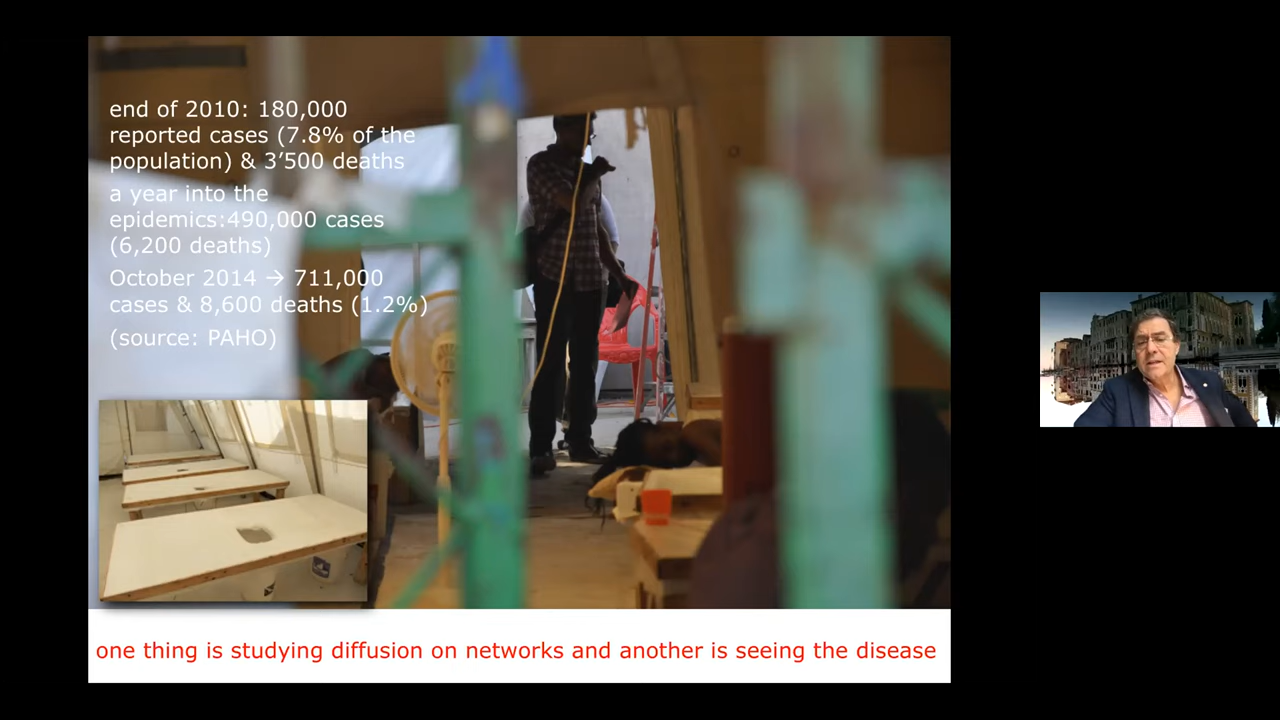 end of 2010: 180,000
reported cases (7.8% of the
population) & 3’500 deaths
a year into the
epidemics:490,000 cases
(6,200 deaths)
October 2014 → 711,000
cases & 8,600 deaths (1.2%)
(source: PAHO)
one thing is studying diffusion on networks and another is seeing the disease